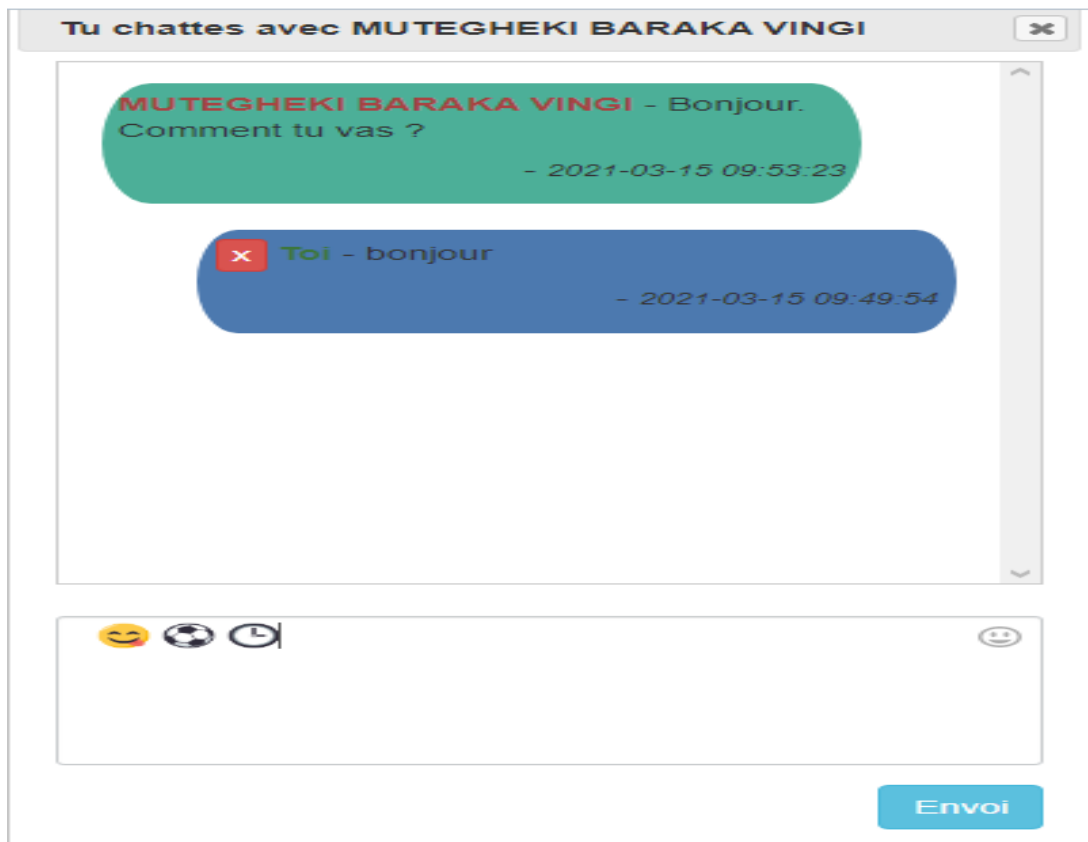 Tu chattes avec MUTEGHEKI BARAKA VINGI
MUTEGHEKI BARAKA VINGI - Bonjour.
Comment tu vas ?
- 2021-03-15 09:53:23
x Toi - bonjour
- 2021-03-15 09:49:54
😋 ⚽ 🕒
Envoi